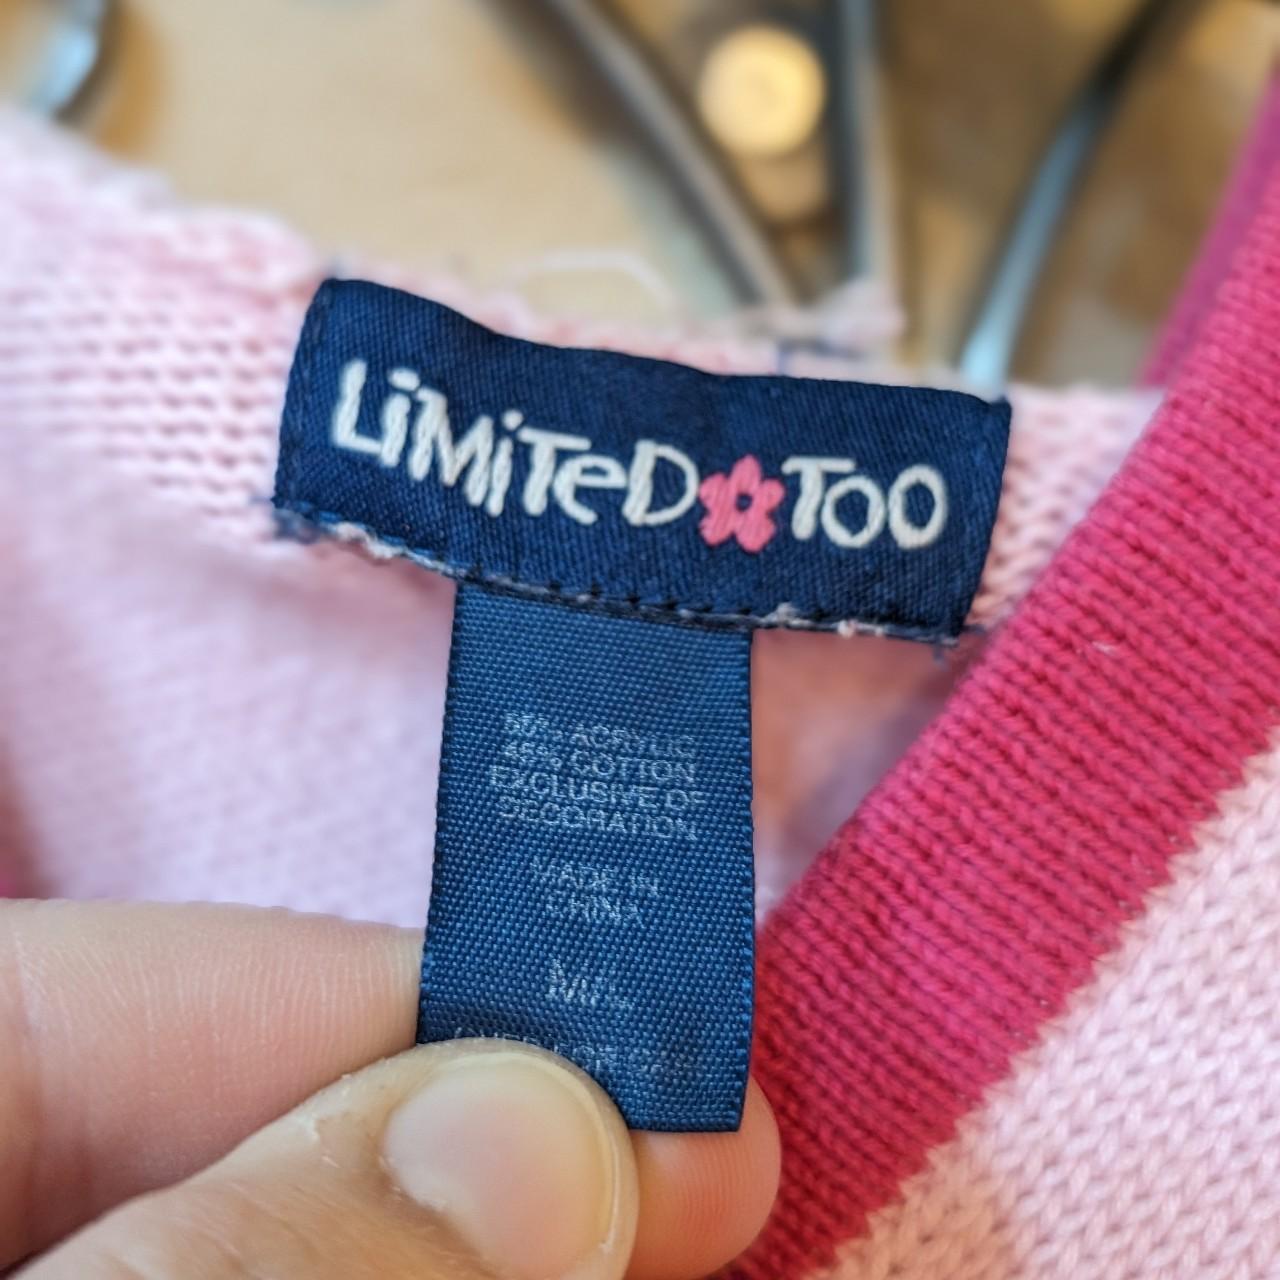 LiMiTeD TOO
ACRYLIC
COTTON
EXCLUSIVE OF
DECORATION
MADE IN
CHINA